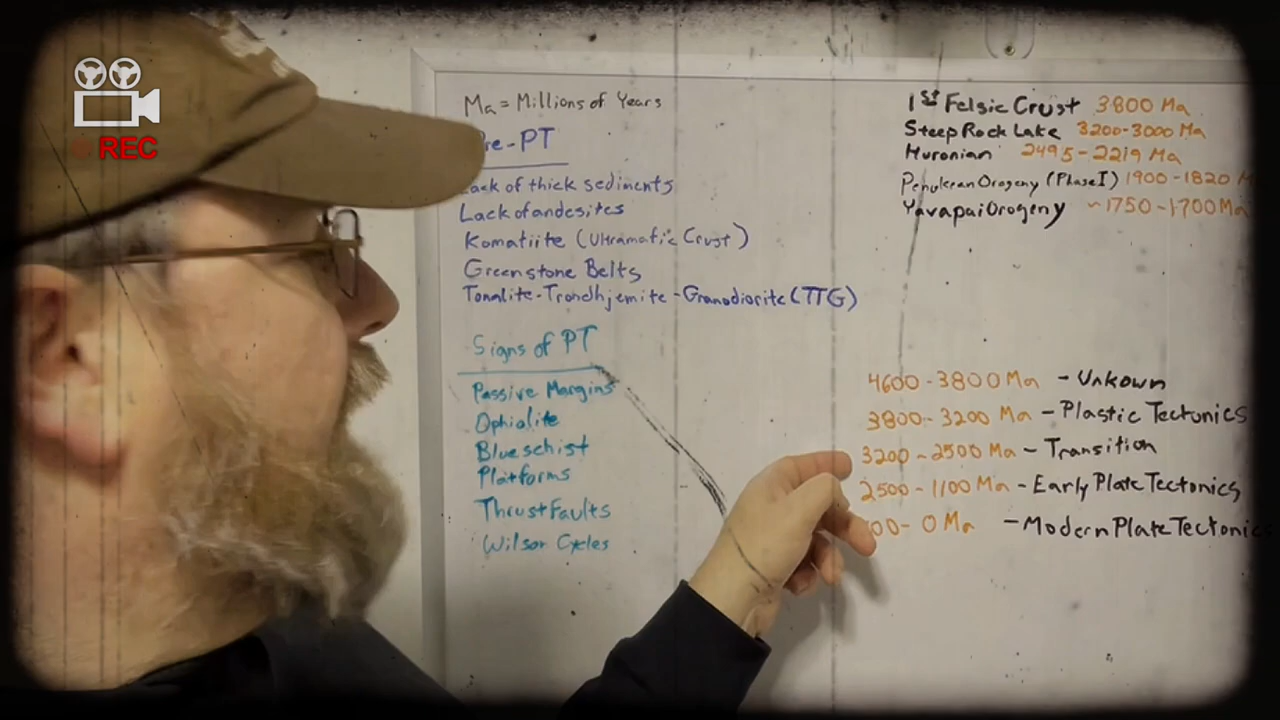 REC
Ma = Millions of Years
re-PT
Lack of thick sediments
Lack of andesites
Komatiite (Ultramafic Crust)
Greenstone Belts
Tonalite-Trondhjemite-Granodiorite (TTG)
Signs of PT
Passive Margins
Ophiolite
Blueschist
Platforms
Thrust Faults
Wilson Cycles
1st Felsic Crust 3800 Ma
Steep Rock Lake 3200-3000 Ma
Huronian 2495-2219 Ma
Penokean Orogeny (Phase I) 1900-1820 M
Yavapai Orogeny ~1750-1700 Ma
4600-3800 Ma - Unkown
3800-3200 Ma - Plastic Tectonics
3200-2500 Ma - Transition
2500-1100 Ma - Early Plate Tectonics
00-0 Ma - Modern Plate Tectonics